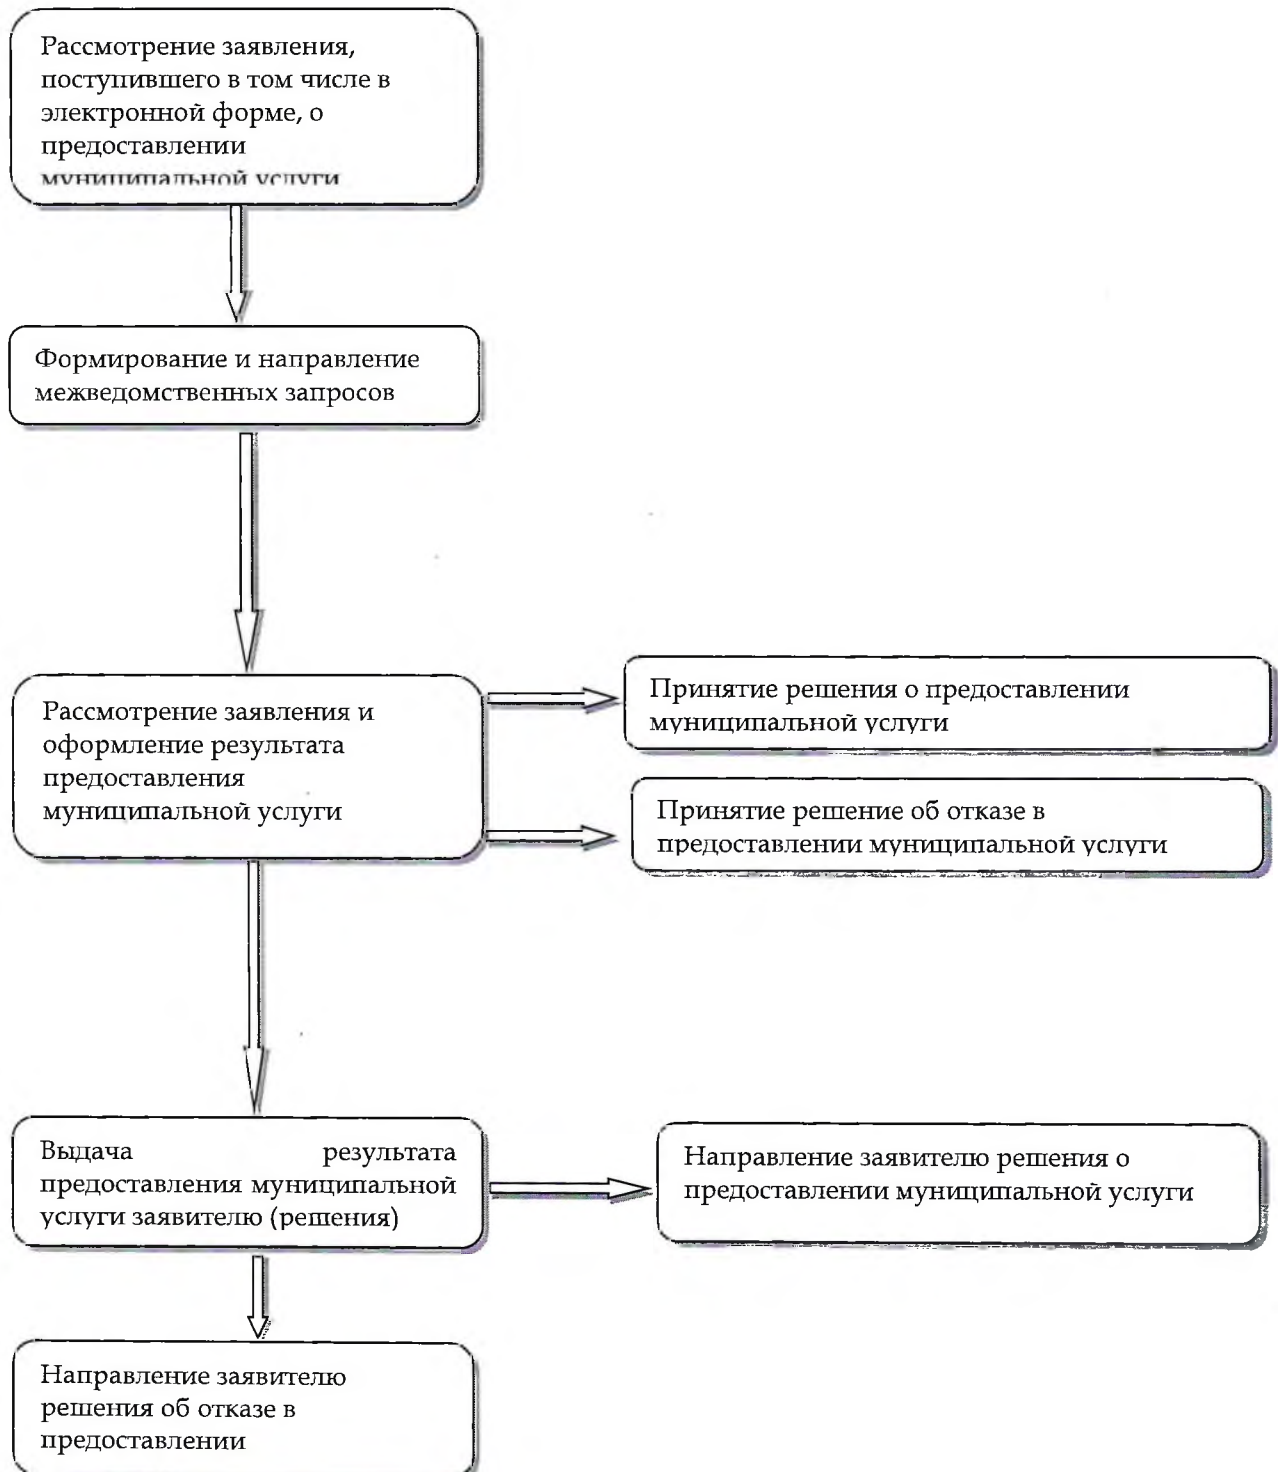 Рассмотрение заявления,
поступившего в том числе в
электронной форме, о
предоставлении
муниципальной услуги
Формирование и направление
межведомственных запросов
Рассмотрение заявления и
оформление результата
предоставления
муниципальной услуги
Принятие решения о предоставлении
муниципальной услуги
Принятие решение об отказе в
предоставлении муниципальной услуги
Выдача результата
предоставления муниципальной
услуги заявителю (решения)
Направление заявителю решения о
предоставлении муниципальной услуги
Направление заявителю
решения об отказе в
предоставлении